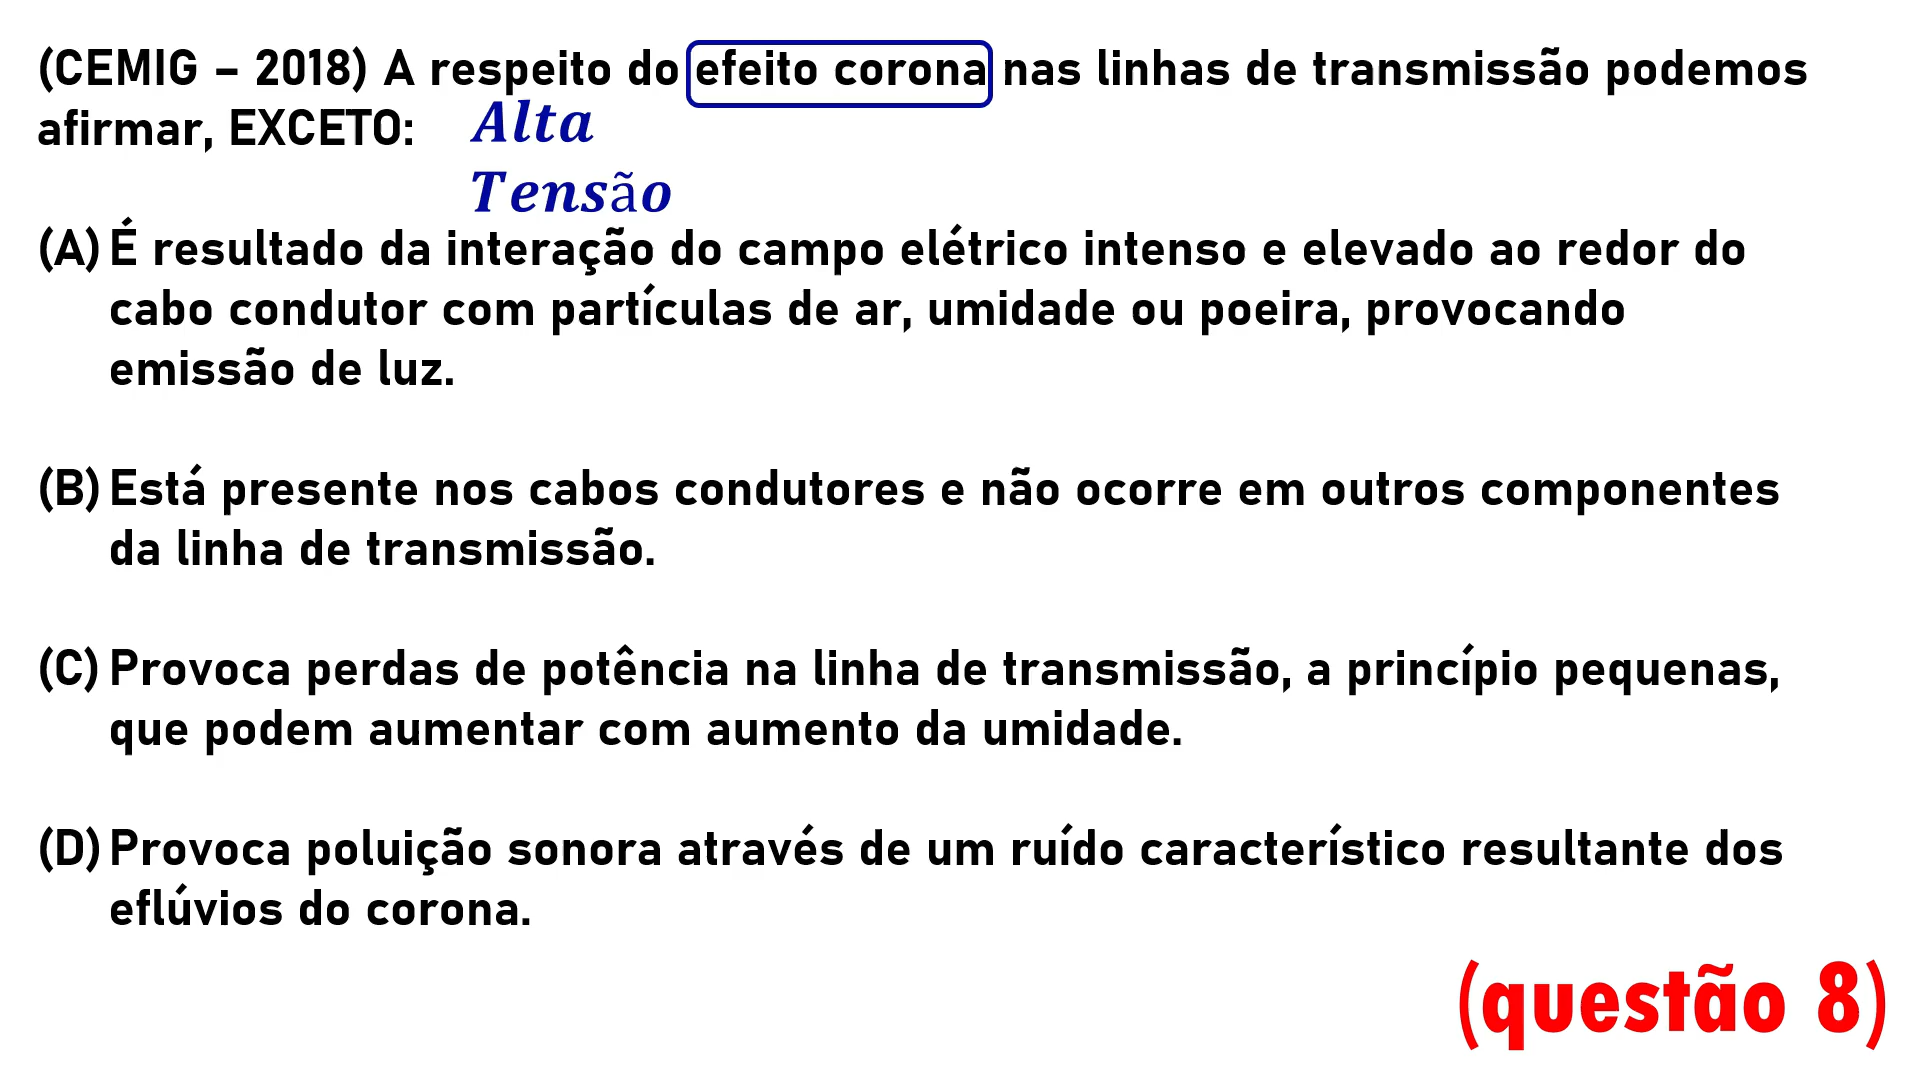 (CEMIG – 2018) A respeito do efeito corona nas linhas de transmissão podemos
afirmar, EXCETO:
Alta
Tensão
(A) É resultado da interação do campo elétrico intenso e elevado ao redor do
cabo condutor com partículas de ar, umidade ou poeira, provocando
emissão de luz.
(B) Está presente nos cabos condutores e não ocorre em outros componentes
da linha de transmissão.
(C) Provoca perdas de potência na linha de transmissão, a princípio pequenas,
que podem aumentar com aumento da umidade.
(D) Provoca poluição sonora através de um ruído característico resultante dos
eflúvios do corona.
(questão 8)